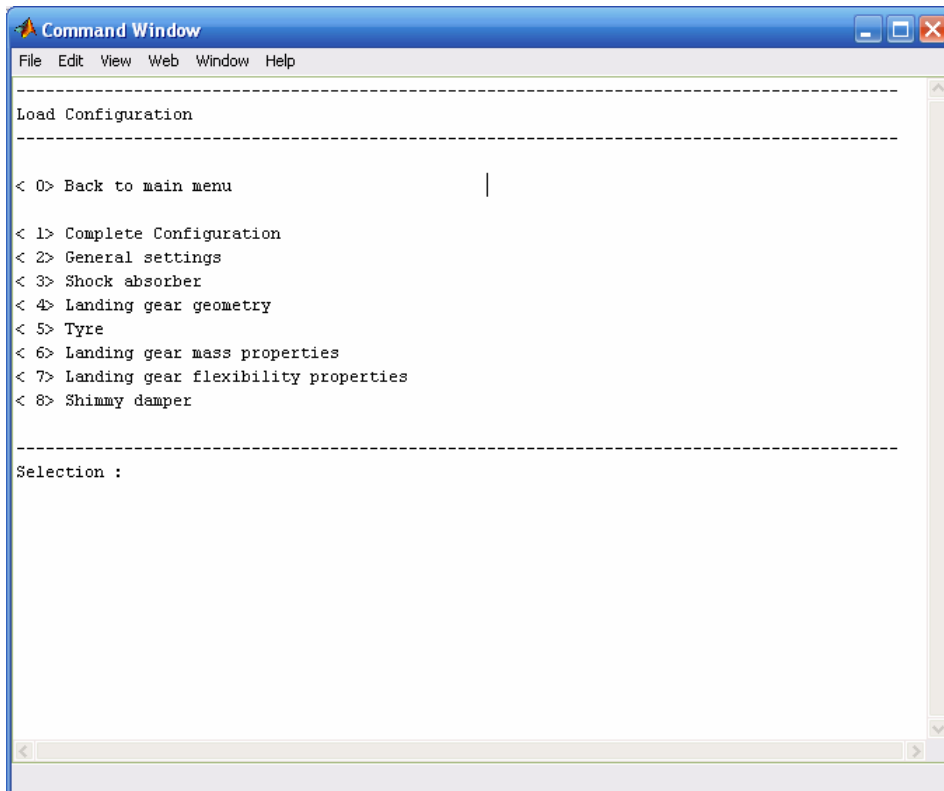 Command Window
File Edit View Web Window Help
------------------------------------------------------------------------------------------
Load Configuration
------------------------------------------------------------------------------------------
< 0> Back to main menu
< 1> Complete Configuration
< 2> General settings
< 3> Shock absorber
< 4> Landing gear geometry
< 5> Tyre
< 6> Landing gear mass properties
< 7> Landing gear flexibility properties
< 8> Shimmy damper
------------------------------------------------------------------------------------------
Selection :